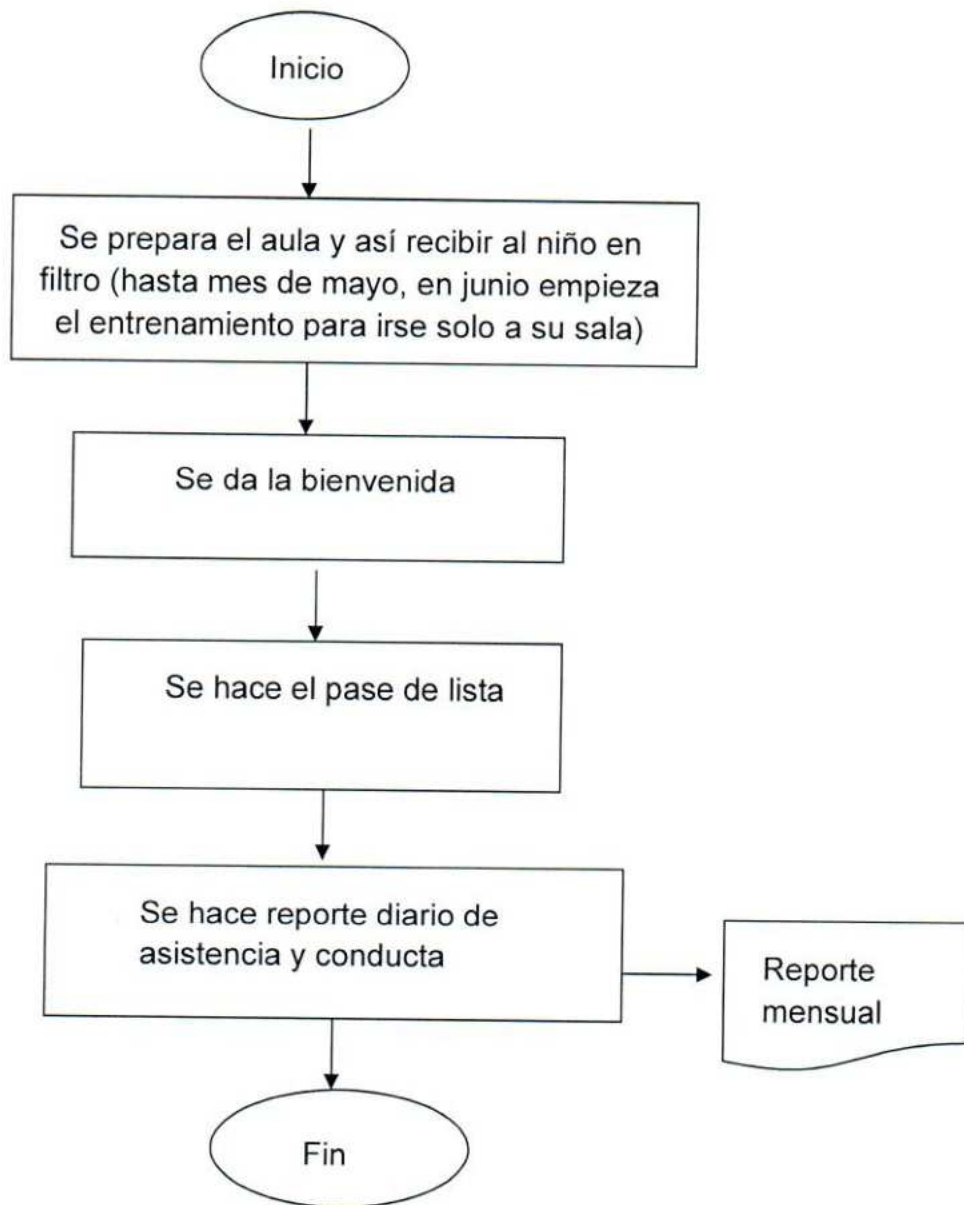 Inicio
Se prepara el aula y así recibir al niño en
filtro (hasta mes de mayo, en junio empieza
el entrenamiento para irse solo a su sala)
Se da la bienvenida
Se hace el pase de lista
Se hace reporte diario de
asistencia y conducta
Reporte
mensual
Fin